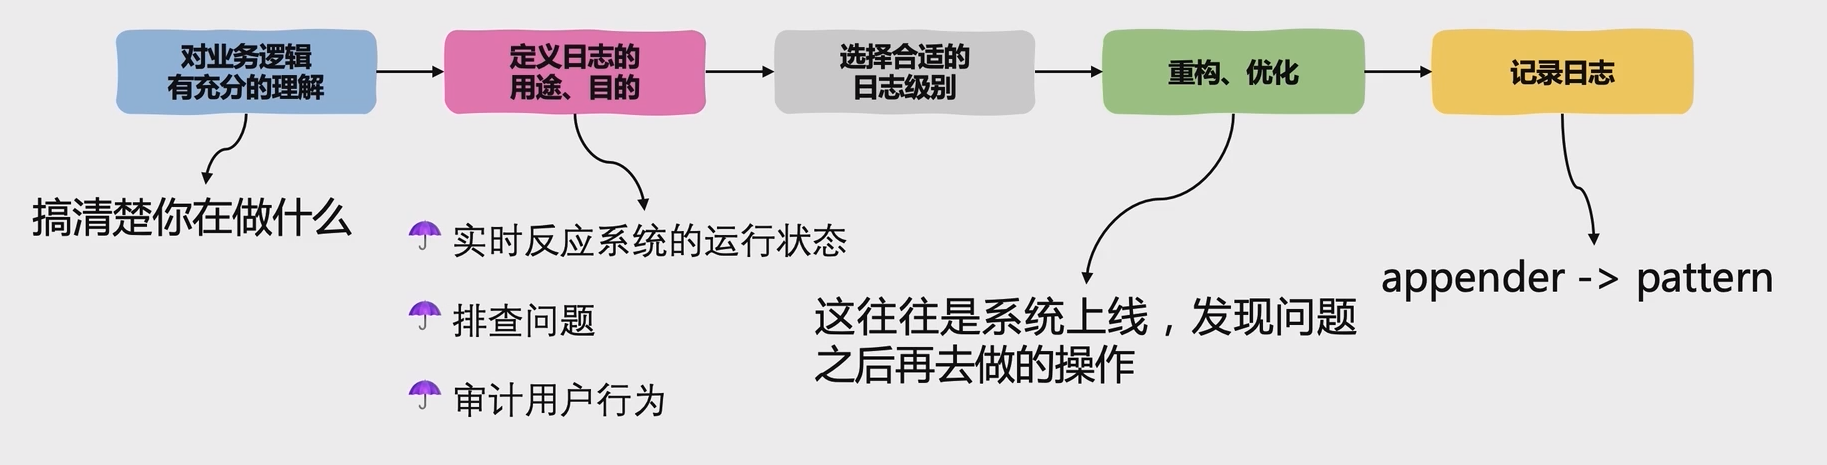 对业务逻辑
有充分的理解
定义日志的
用途、目的
选择合适的
日志级别
重构、优化
记录日志
搞清楚你在做什么
实时反应系统的运行状态
排查问题
审计用户行为
这往往是系统上线，发现问题
之后再去做的操作
appender -> pattern